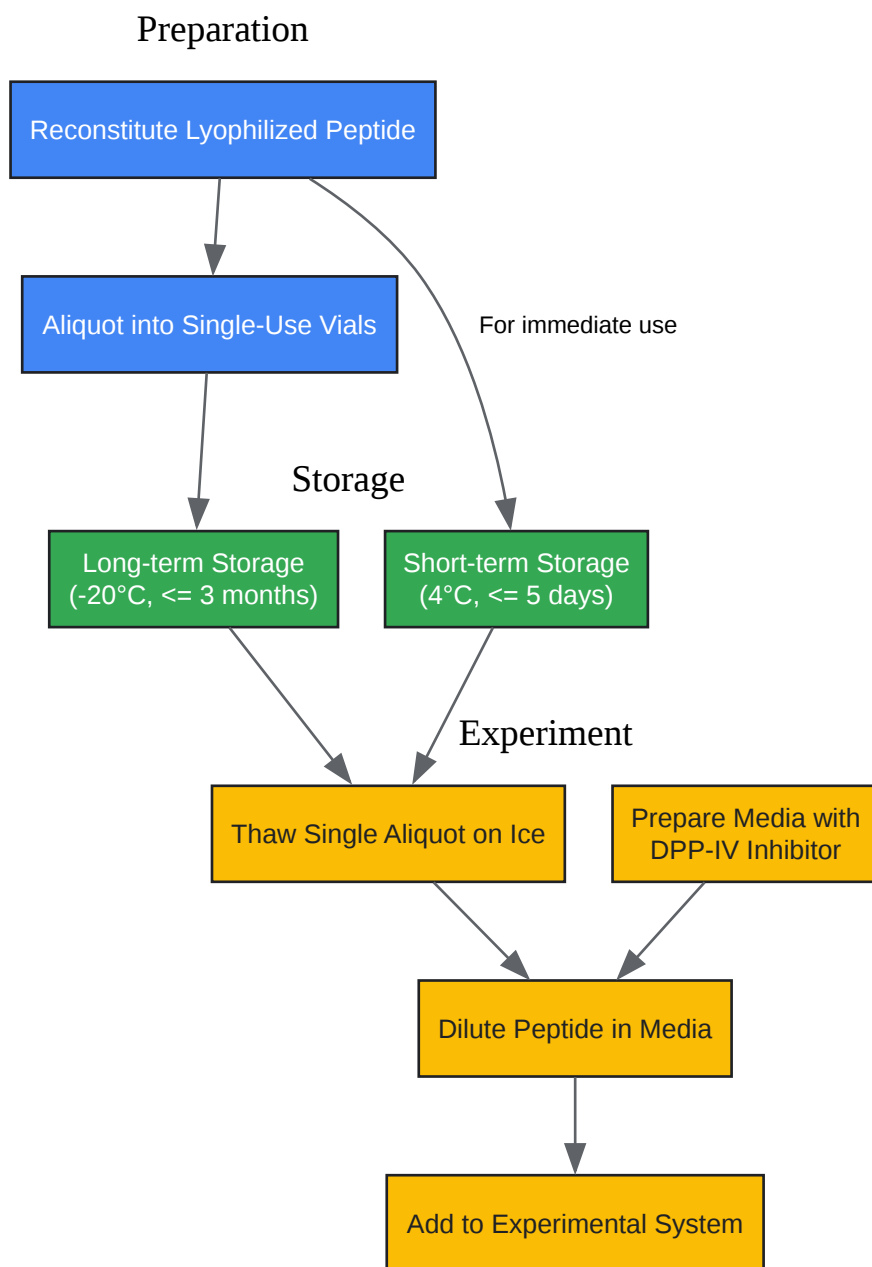 Preparation
Reconstitute Lyophilized Peptide
Aliquot into Single-Use Vials
For immediate use
Storage
Long-term Storage
(-20°C, <= 3 months)
Short-term Storage
(4°C, <= 5 days)
Experiment
Thaw Single Aliquot on Ice
Prepare Media with
DPP-IV Inhibitor
Dilute Peptide in Media
Add to Experimental System